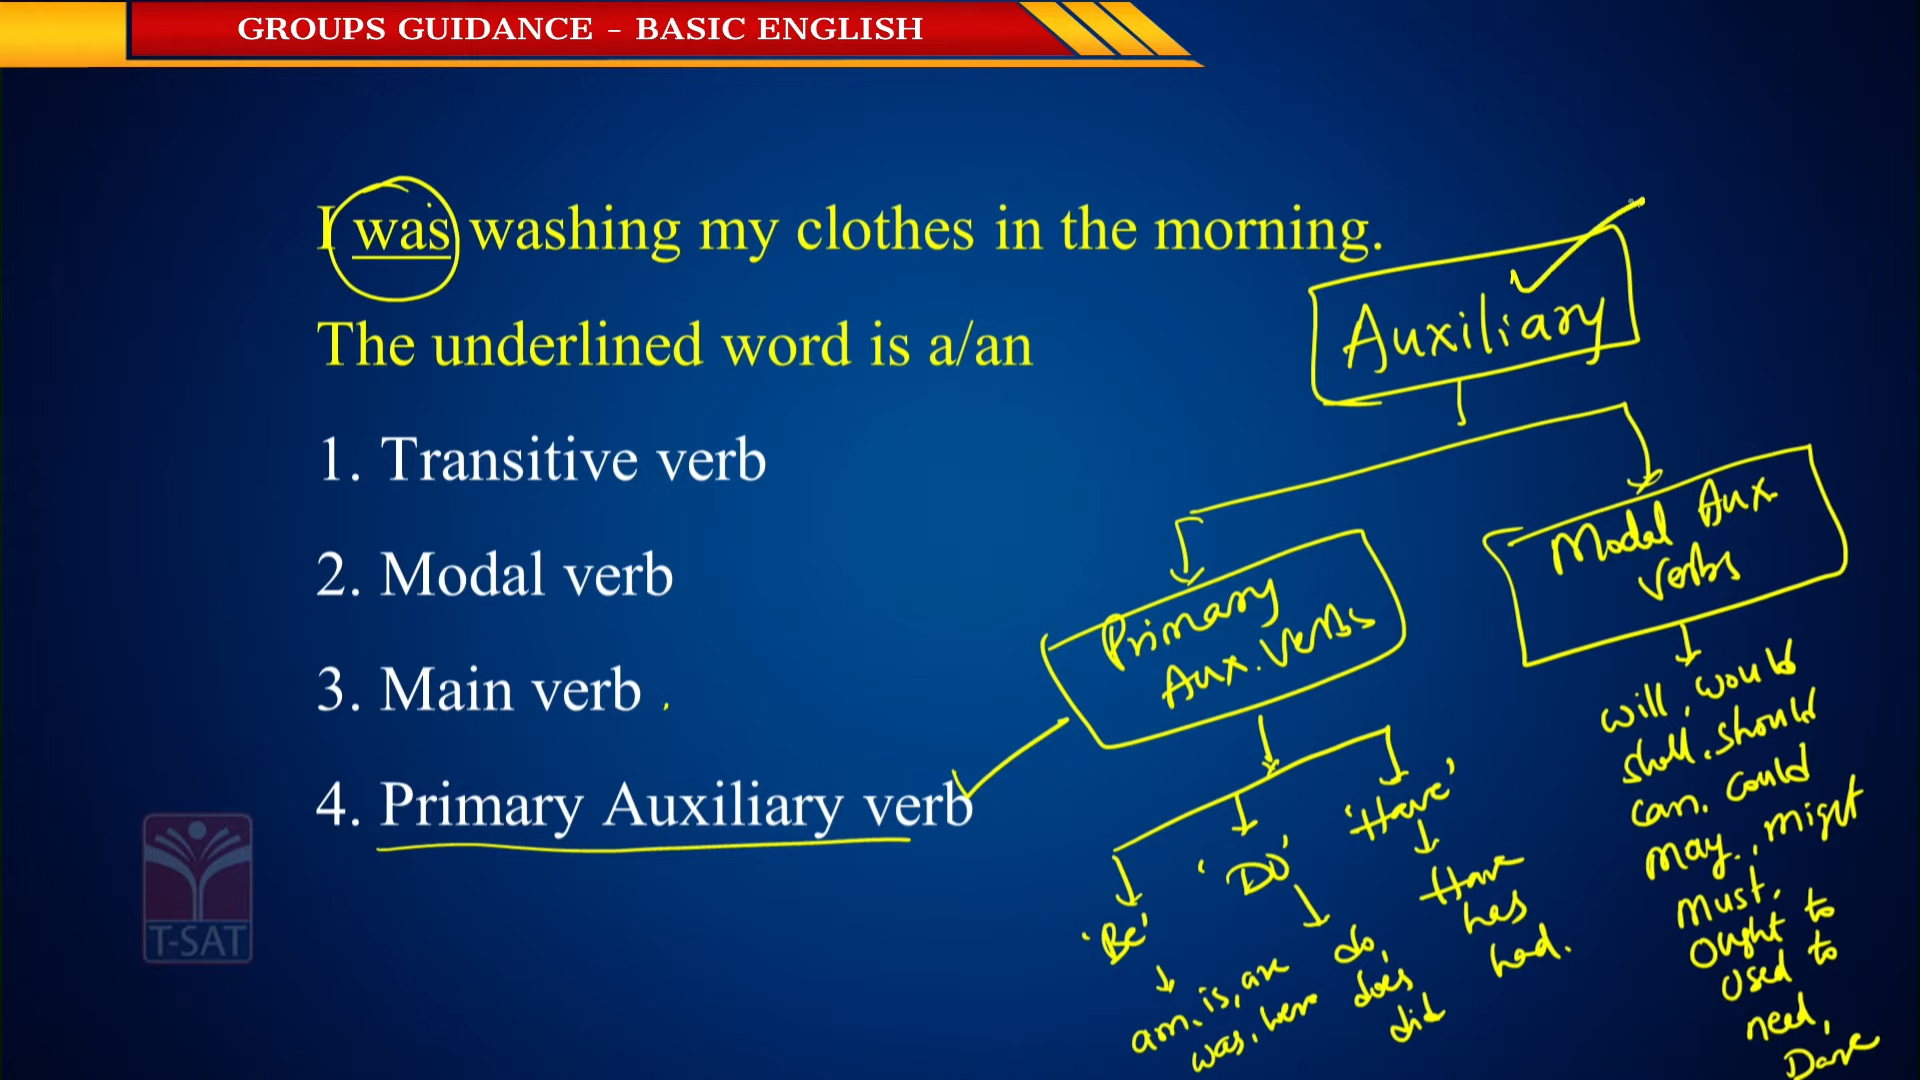 GROUPS GUIDANCE - BASIC ENGLISH
I was washing my clothes in the morning.
The underlined word is a/an
1. Transitive verb
2. Modal verb
3. Main verb
4. Primary Auxiliary verb
Auxiliary
Primary
Aux. Verbs
'Be'
am, is, are
was, were
'DO'
do,
does
did
'Have'
Have
has
had.
Modal Aux
Verbs
will, would
shall, should
can, could
may, might
must,
Ought to
Used to
need,
Dare
T-SAT